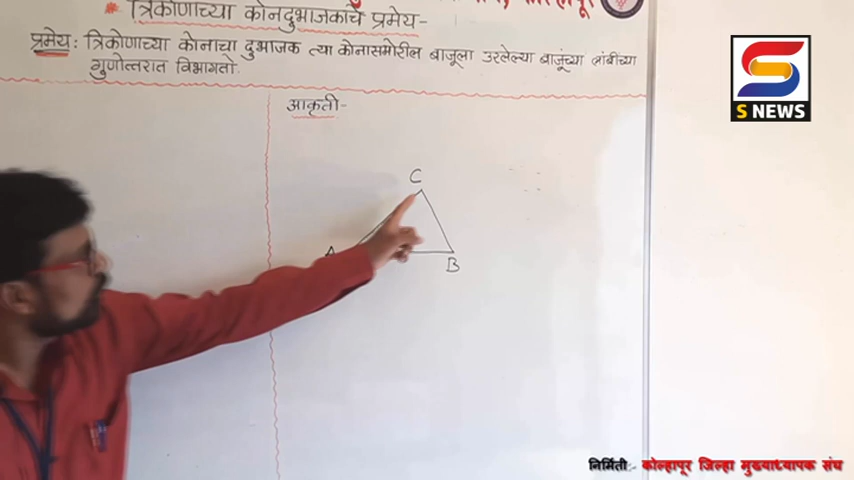 * त्रिकोणाच्या कोनदुभाजकाचे प्रमेय-
प्रमेय: त्रिकोणाच्या कोनाचा दुभाजक त्या कोनासमोरील बाजूला उरलेल्या बाजूंच्या लांबीच्या
गुणोत्तरात विभागतो.
आकृती-
C
A
B
S NEWS
निर्मिती:- कोल्हापूर जिल्हा मुख्याध्यापक संघ